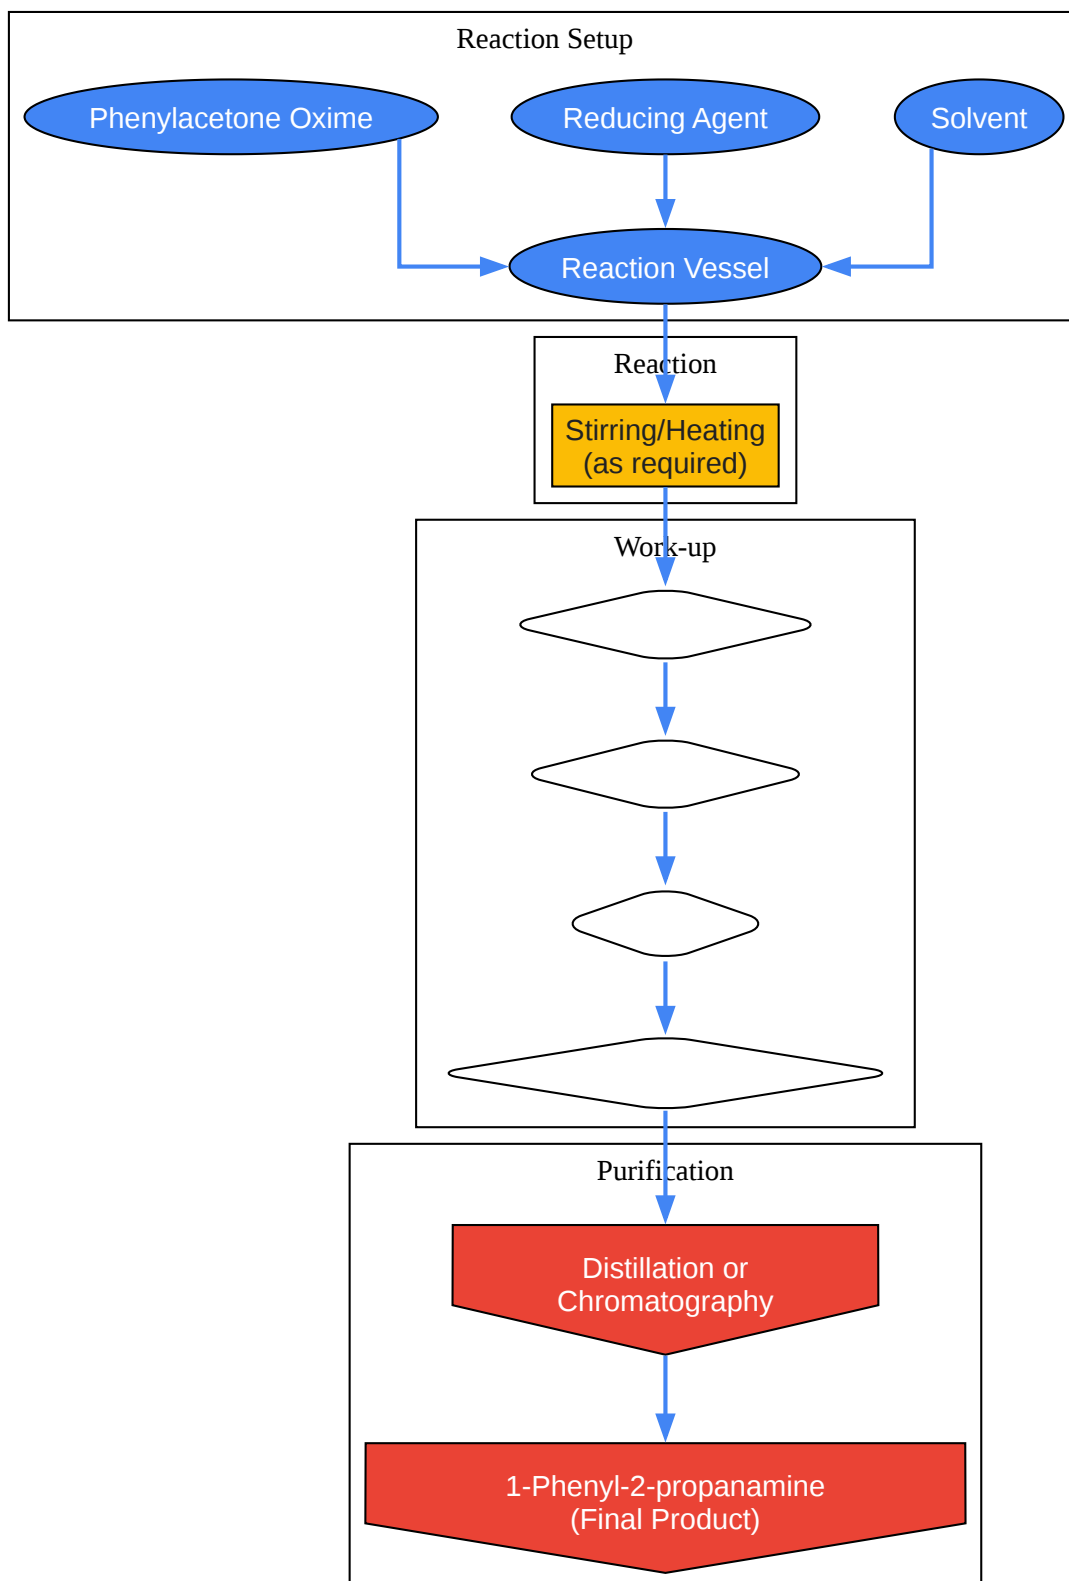 Reaction Setup
Phenylacetone Oxime
Reducing Agent
Solvent
Reaction Vessel
Reaction
Stirring/Heating
(as required)
Work-up
Purification
Distillation or
Chromatography
1-Phenyl-2-propanamine
(Final Product)